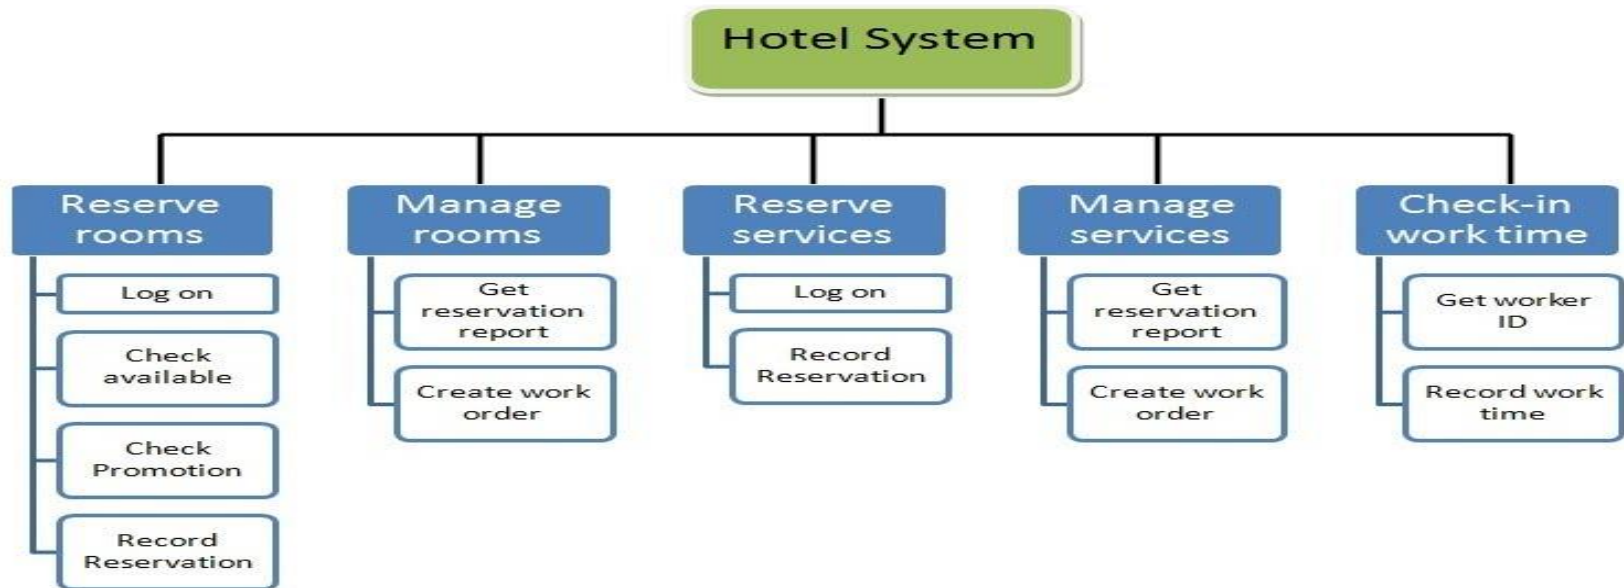 Hotel System
Reserve
rooms
Log on
Check
available
Check
Promotion
Record
Reservation
Manage
rooms
Get
reservation
report
Create work
order
Reserve
services
Log on
Record
Reservation
Manage
services
Get
reservation
report
Create work
order
Check-in
work time
Get worker
ID
Record work
time